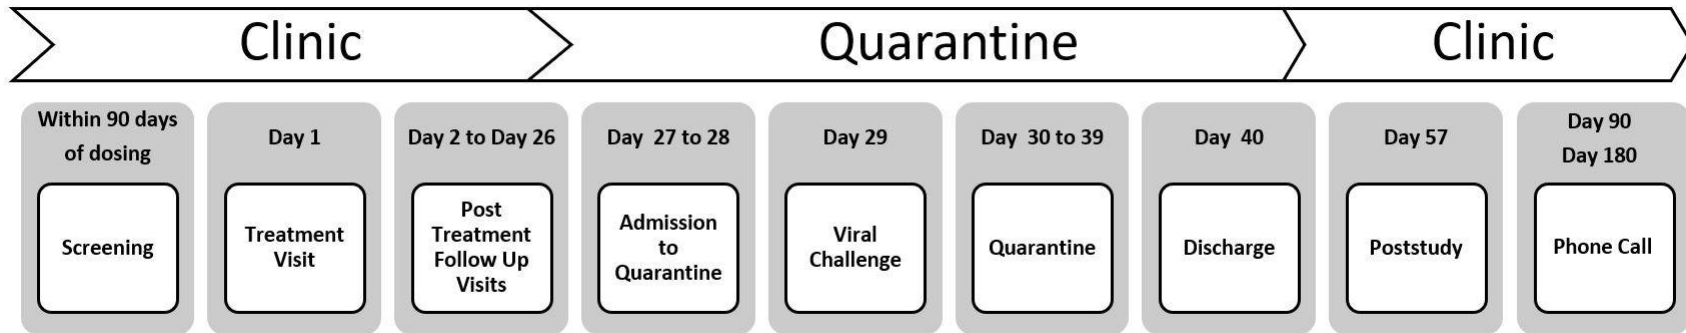 Clinic
Quarantine
Clinic
Within 90 days
of dosing
Screening
Day 1
Treatment
Visit
Day 2 to Day 26
Post
Treatment
Follow Up
Visits
Day 27 to 28
Admission
to
Quarantine
Day 29
Viral
Challenge
Day 30 to 39
Quarantine
Day 40
Discharge
Day 57
Poststudy
Day 90
Day 180
Phone Call